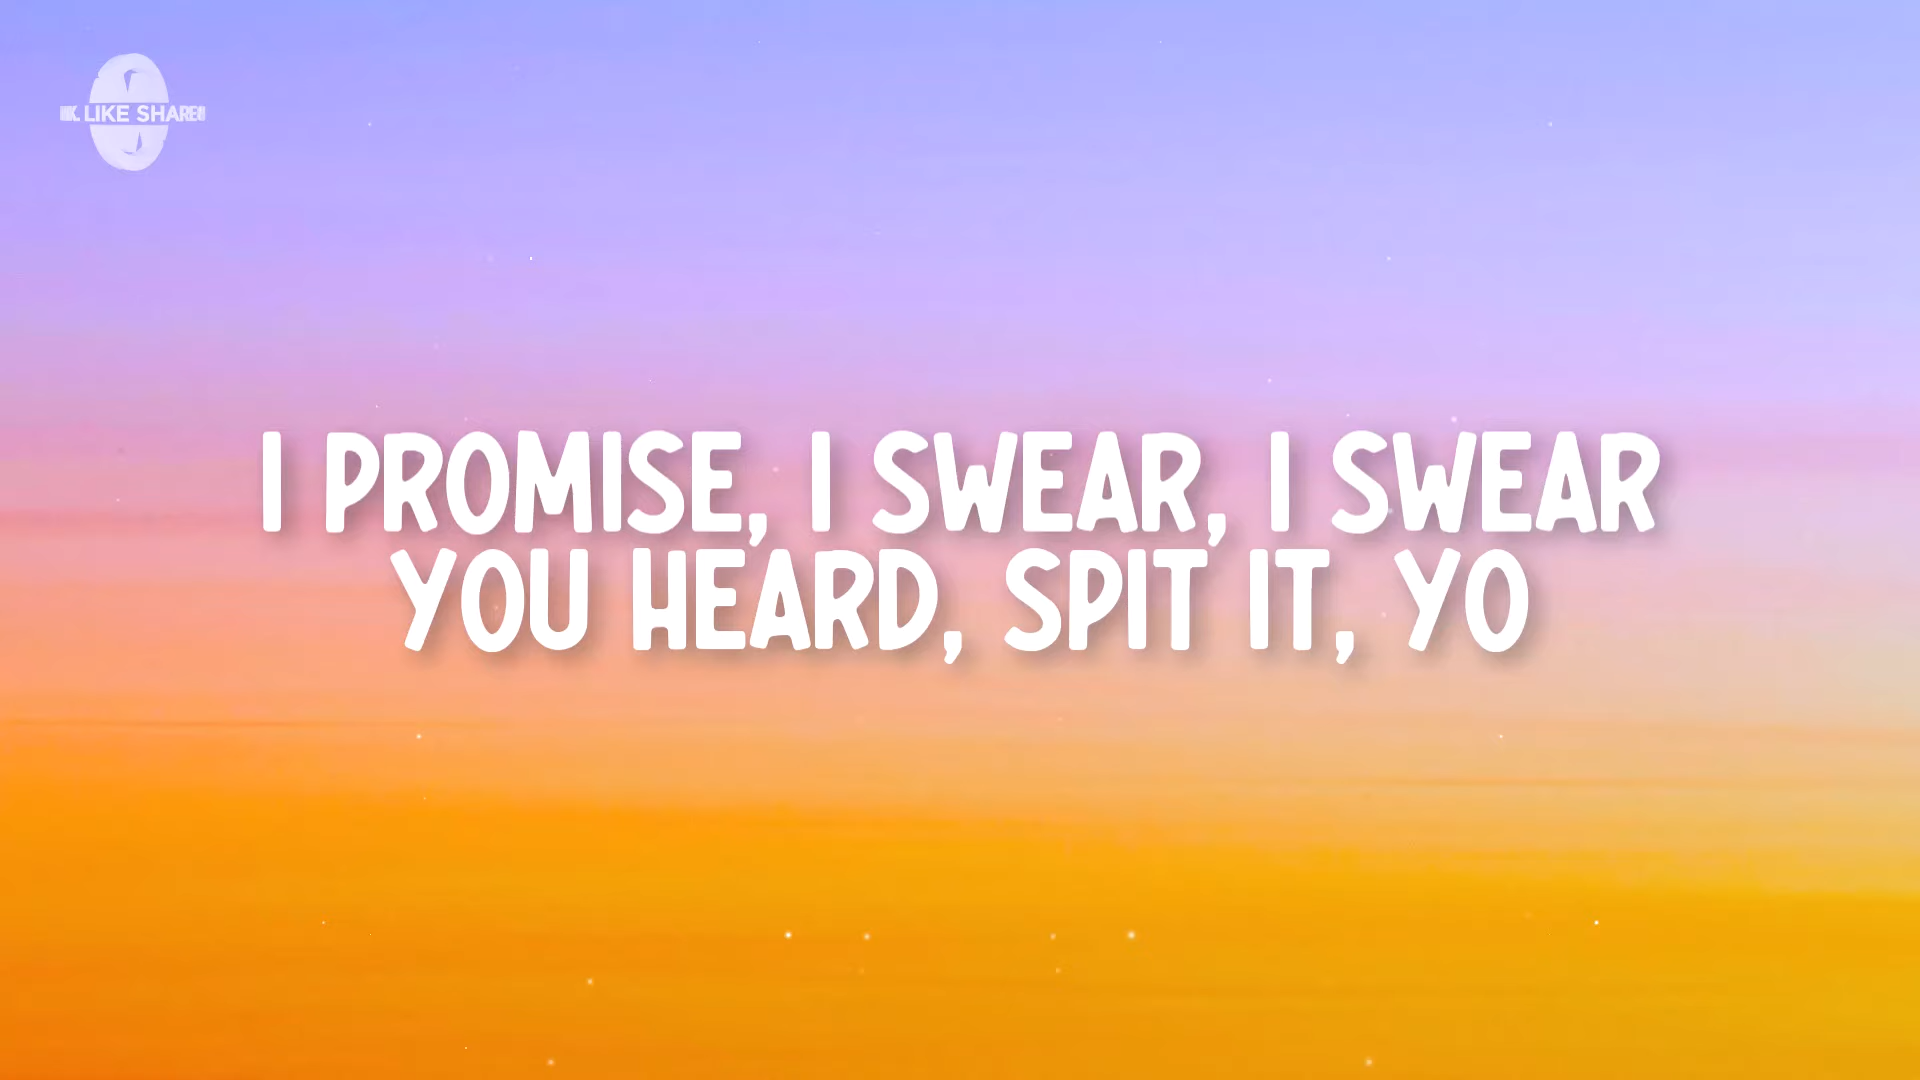 LIKE SHARE
I PROMISE, I SWEAR, I SWEAR
YOU HEARD, SPIT IT, YO